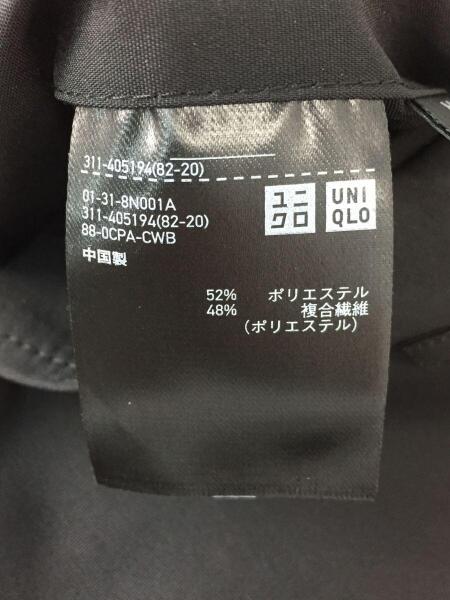 311-405194(82-20)
01-31-8N001A
311-405194(82-20)
88-0CPA-CWB
中国製
ユニ
クロ
UNI
QLO
52% ポリエステル
48% 複合繊維
(ポリエステル)